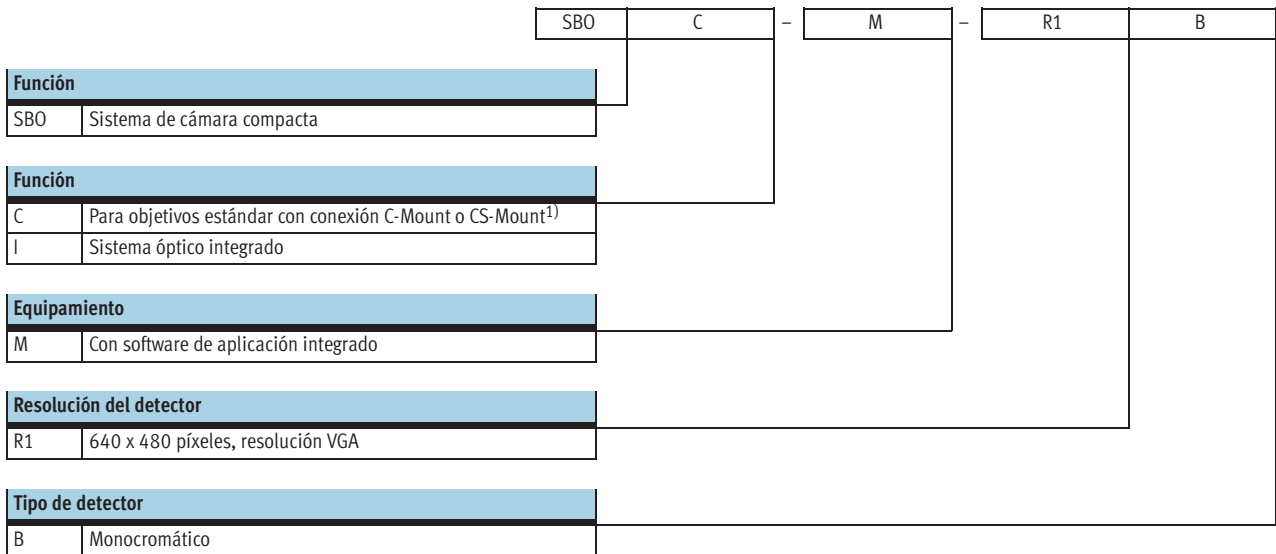 SBO C – M – R1 B
Función
SBO Sistema de cámara compacta
Función
C Para objetivos estándar con conexión C-Mount o CS-Mount1)
I Sistema óptico integrado
Equipamiento
M Con software de aplicación integrado
Resolución del detector
R1 640 x 480 píxeles, resolución VGA
Tipo de detector
B Monocromático